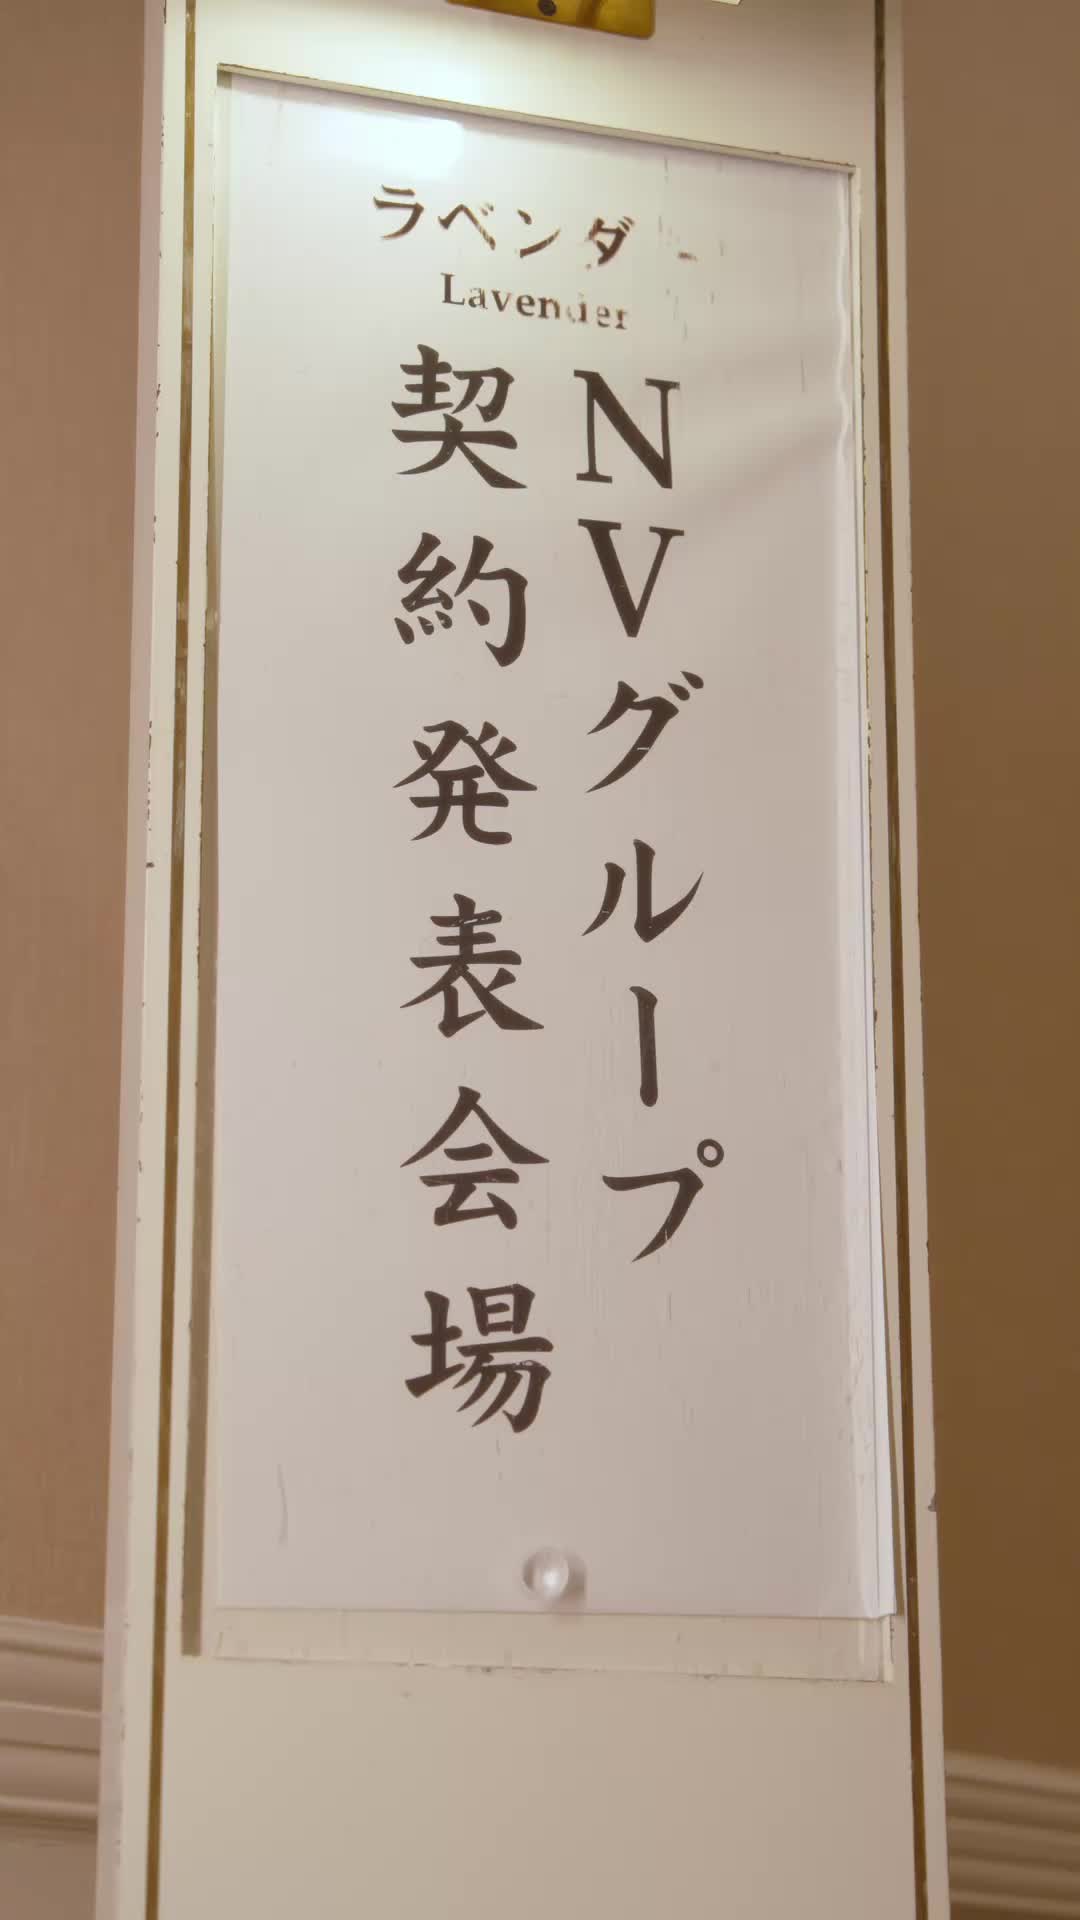 ラベンダー
Lavender
NVグループ
契約発表会場